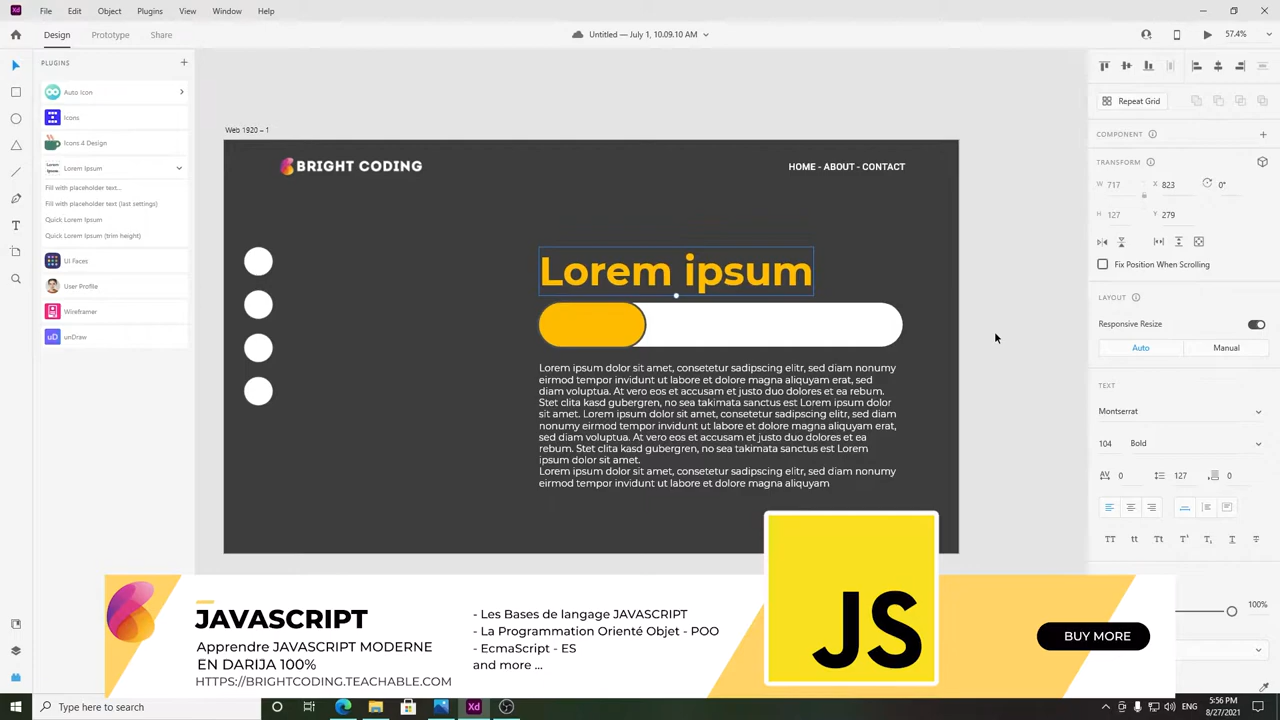 Xd File Edit Object Plugins View Window Help
Design Prototype Share
Untitled — July 1, 10.09.10 AM
57.4%
PLUGINS
Auto Icon
Icons
Icons 4 Design
Lorem Ipsum
Lorem Ipsum
Fill with placeholder text...
Fill with placeholder text (last settings)
Quick Lorem Ipsum
Quick Lorem Ipsum (trim height)
UI Faces
User Profile
Wireframer
uD unDraw
Web 1920 – 1
BRIGHT CODING
HOME - ABOUT - CONTACT
Lorem ipsum
Lorem ipsum dolor sit amet, consetetur sadipscing elitr, sed diam nonumy
eirmod tempor invidunt ut labore et dolore magna aliquyam erat, sed
diam voluptua. At vero eos et accusam et justo duo dolores et ea rebum.
Stet clita kasd gubergren, no sea takimata sanctus est Lorem ipsum dolor
sit amet. Lorem ipsum dolor sit amet, consetetur sadipscing elitr, sed diam
nonumy eirmod tempor invidunt ut labore et dolore magna aliquyam erat,
sed diam voluptua. At vero eos et accusam et justo duo dolores et ea
rebum. Stet clita kasd gubergren, no sea takimata sanctus est Lorem
ipsum dolor sit amet.
Lorem ipsum dolor sit amet, consetetur sadipscing elitr, sed diam nonumy
eirmod tempor invidunt ut labore et dolore magna aliquyam
Repeat Grid
COMPONENT
TRANSFORM
W 717 X 823 0°
H 127 Y 279
Fix Position When Scrolling
LAYOUT
Responsive Resize
Auto Manual
TEXT
Montserrat
104 Bold
0 127 0
100%
JAVASCRIPT
Apprendre JAVASCRIPT MODERNE
EN DARIJA 100%
HTTPS://BRIGHTCODING.TEACHABLE.COM
- Les Bases de langage JAVASCRIPT
- La Programmation Orienté Objet - POO
- EcmaScript - ES
and more ...
JS
BUY MORE
Type here to search
Xd
5:56 PM
8/27/2021